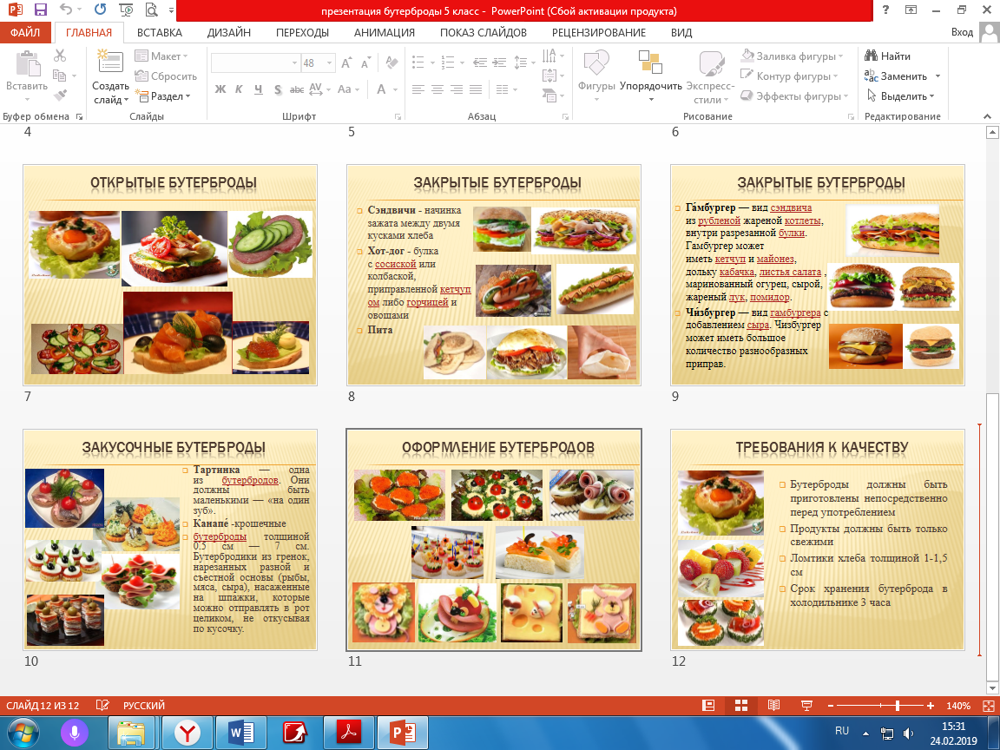 презентация бутерброды 5 класс - PowerPoint (Сбой активации продукта)
ФАЙЛ ГЛАВНАЯ ВСТАВКА ДИЗАЙН ПЕРЕХОДЫ АНИМАЦИЯ ПОКАЗ СЛАЙДОВ РЕЦЕНЗИРОВАНИЕ ВИД Вход
Вставить
Создать
слайд
Макет
Сбросить
Раздел
48
Ж К Ч S abc AV Aa A
Фигуры
Упорядочить
Экспресс-
стили
Заливка фигуры
Контур фигуры
Эффекты фигуры
Найти
Заменить
Выделить
Буфер обмена Слайды Шрифт Абзац Рисование Редактирование
4 5 6
ОТКРЫТЫЕ БУТЕРБРОДЫ
7
ЗАКРЫТЫЕ БУТЕРБРОДЫ
Сэндвичи - начинка
зажата между двумя
кусками хлеба
Хот-дог - булка
с сосиской или
колбаской,
приправленной кетчуп
ом либо горчицей и
овощами
Пита
8
ЗАКРЫТЫЕ БУТЕРБРОДЫ
Га́мбургер — вид сэндвича
из рубленой жареной котлеты,
внутри разрезанной булки.
Гамбургер может
иметь кетчуп и майонез,
дольку кабачка, листья салата ,
маринованный огурец, сырой,
жареный лук, помидор.
Чи́збургер — вид гамбургера с
добавлением сыра. Чизбургер
может иметь большое
количество разнообразных
приправ.
9
ЗАКУСОЧНЫЕ БУТЕРБРОДЫ
Тартинка — одна
из бутербродов. Они
должны быть
маленькими — «на один
зуб».
Канапе́ -крошечные
бутерброды толщиной
0,5 см — 7 см.
Бутербродики из гренок,
нарезанных разной и
съестной основы (рыбы,
мяса, сыра), насаженные
на шпажки, которые
можно отправлять в рот
целиком, не откусывая
по кусочку.
10
ОФОРМЛЕНИЕ БУТЕРБРОДОВ
11
ТРЕБОВАНИЯ К КАЧЕСТВУ
Бутерброды должны быть
приготовлены непосредственно
перед употреблением
Продукты должны быть только
свежими
Ломтики хлеба толщиной 1-1,5
см
Срок хранения бутерброда в
холодильнике 3 часа
12
СЛАЙД 12 ИЗ 12 РУССКИЙ 140%
RU 15:31
24.02.2019